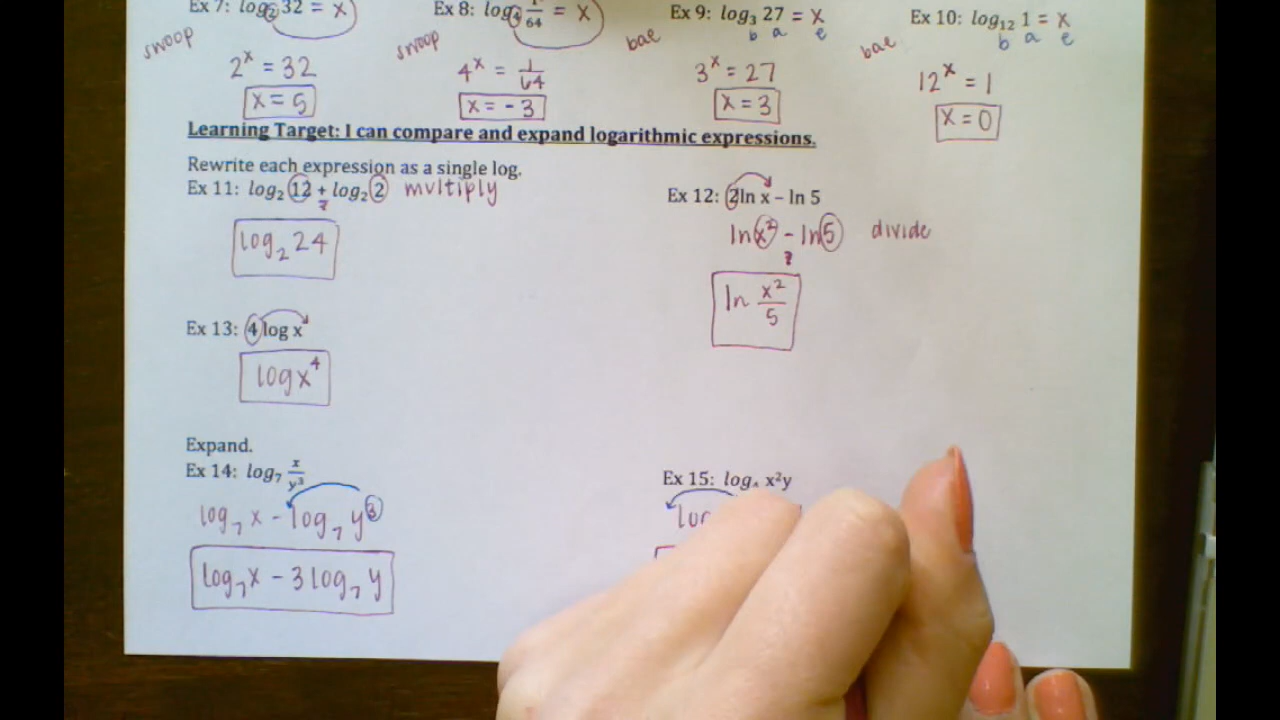 Ex 7: log₂ 32 = x Ex 8: log₄ 1/64 = x Ex 9: log₃ 27 = x Ex 10: log₁₂ 1 = x
swoop swoop bae b a e bae b a e
2ˣ = 32 4ˣ = 1/64 3ˣ = 27 12ˣ = 1
x = 5 x = -3 x = 3 x = 0
Learning Target: I can compare and expand logarithmic expressions.
Rewrite each expression as a single log.
Ex 11: log₂ 12 + log₂ 2 multiply Ex 12: 2ln x – ln 5
ln x² - ln 5 divide
log₂ 24
ln x²/5
Ex 13: 4 log x
log x⁴
Expand.
Ex 14: log₇ x/y³ Ex 15: log x²y
log₇ x - log₇ y³
log₇ x - 3 log₇ y